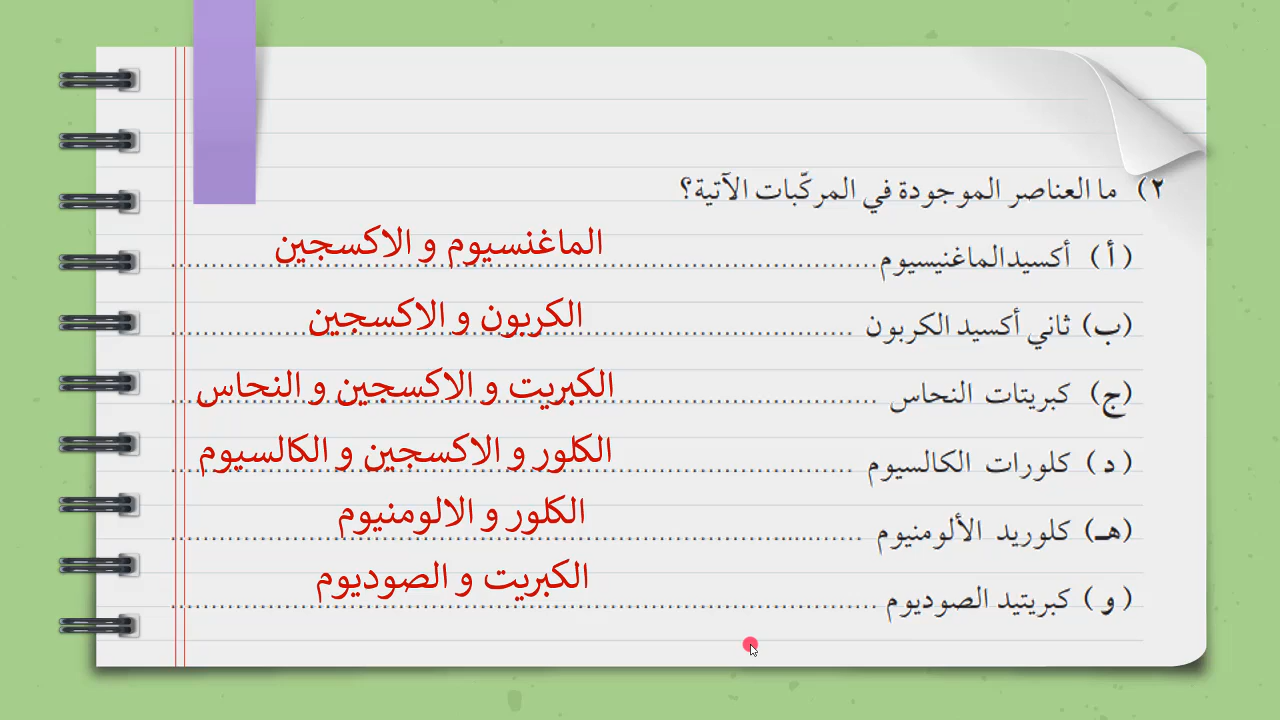 ٢) ما العناصر الموجودة في المركّبات الآتية؟
(أ) أكسيدالماغنيسيوم........ الماغنسيوم و الاكسجين
(ب) ثاني أكسيد الكربون ........ الكربون و الاكسجين
(ج) كبريتات النحاس ........ الكبريت و الاكسجين و النحاس
(د) كلورات الكالسيوم ........ الكلور و الاكسجين و الكالسيوم
(هـ) كلوريد الألومنيوم ........ الكلور و الالومنيوم
(و) كبريتيد الصوديوم ........ الكبريت و الصوديوم